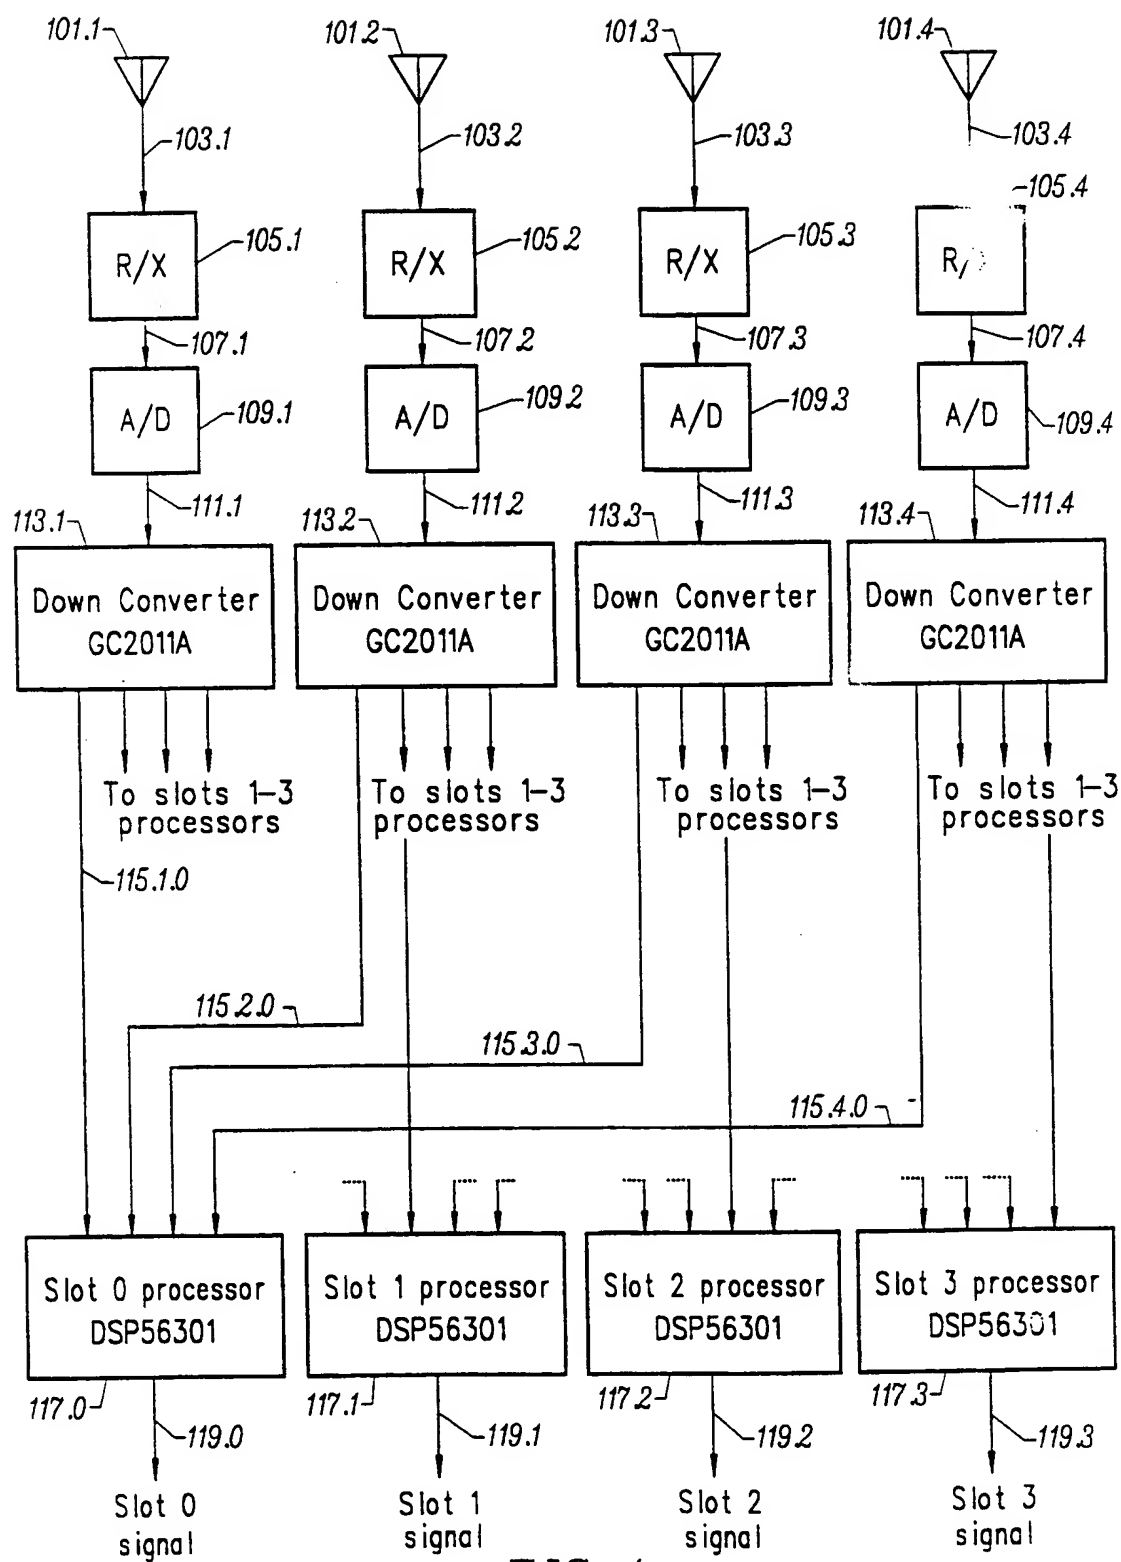 101.1
101.2
101.3
101.4
103.1
103.2
103.3
103.4
105.1
105.2
105.3
105.4
R/X
R/X
R/X
107.1
107.2
107.3
107.4
A/D
A/D
A/D
A/D
109.1
109.2
109.3
109.4
111.1
111.2
111.3
111.4
113.1
113.2
113.3
113.4
Down Converter
GC2011A
Down Converter
GC2011A
Down Converter
GC2011A
Down Converter
GC2011A
To slots 1-3
processors
To slots 1-3
processors
To slots 1-3
processors
To slots 1-3
processors
115.1.0
115.2.0
115.3.0
115.4.0
Slot 0 processor
DSP56301
Slot 1 processor
DSP56301
Slot 2 processor
DSP56301
Slot 3 processor
DSP56301
117.0
117.1
117.2
117.3
119.0
119.1
119.2
119.3
Slot 0
signal
Slot 1
signal
Slot 2
signal
Slot 3
signal